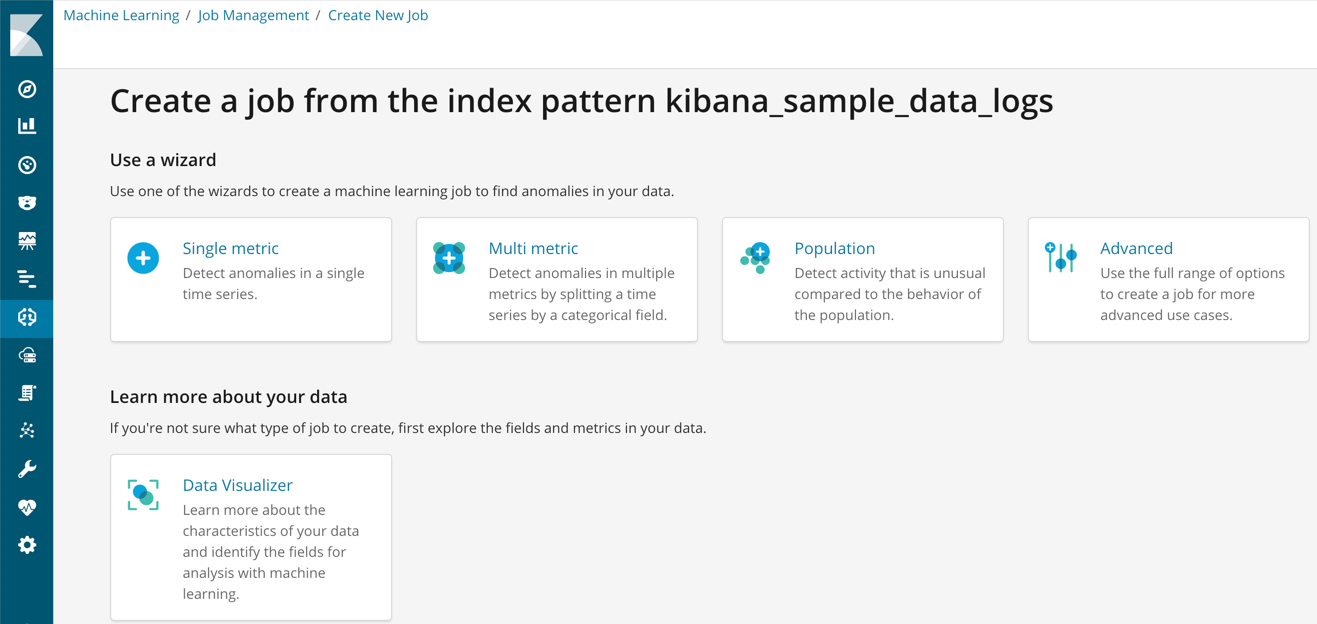 Machine Learning / Job Management / Create New Job
Create a job from the index pattern kibana_sample_data_logs
Use a wizard
Use one of the wizards to create a machine learning job to find anomalies in your data.
Single metric
Detect anomalies in a single
time series.
Multi metric
Detect anomalies in multiple
metrics by splitting a time
series by a categorical field.
Population
Detect activity that is unusual
compared to the behavior of
the population.
Advanced
Use the full range of options
to create a job for more
advanced use cases.
Learn more about your data
If you're not sure what type of job to create, first explore the fields and metrics in your data.
Data Visualizer
Learn more about the
characteristics of your data
and identify the fields for
analysis with machine
learning.